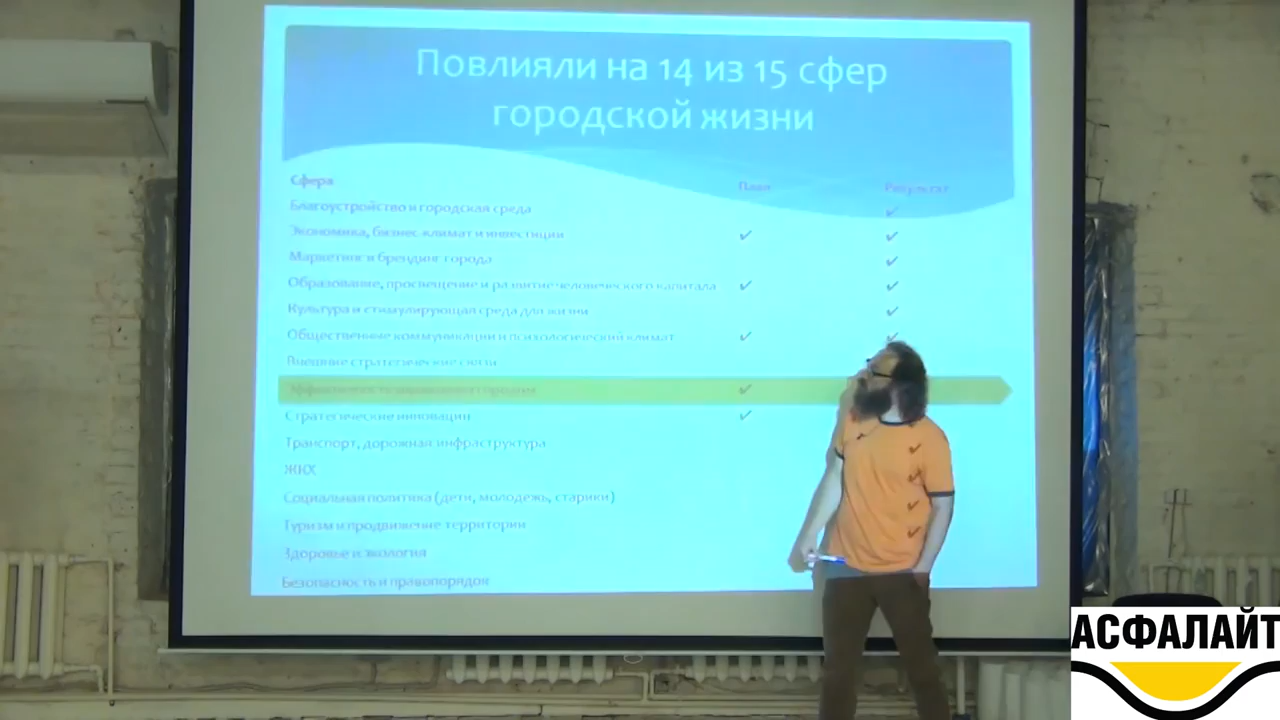 Повлияли на 14 из 15 сфер
городской жизни
Сфера План Результат
Благоустройство и городская среда ✓
Экономика, бизнес-климат и инвестиции ✓ ✓
Маркетинг и брендинг города ✓
Образование, просвещение и развитие человеческого капитала ✓ ✓
Культура и стимулирующая среда для жизни ✓
Общественные коммуникации и психологический климат ✓ ✓
Внешние стратегические связи
Эффективность управления городом ✓
Стратегические инновации ✓
Транспорт, дорожная инфраструктура ✓
ЖКХ ✓
Социальная политика (дети, молодежь, старики) ✓
Туризм и продвижение территории ✓
Здоровье и экология
Безопасность и правопорядок
АСФАЛАЙТ